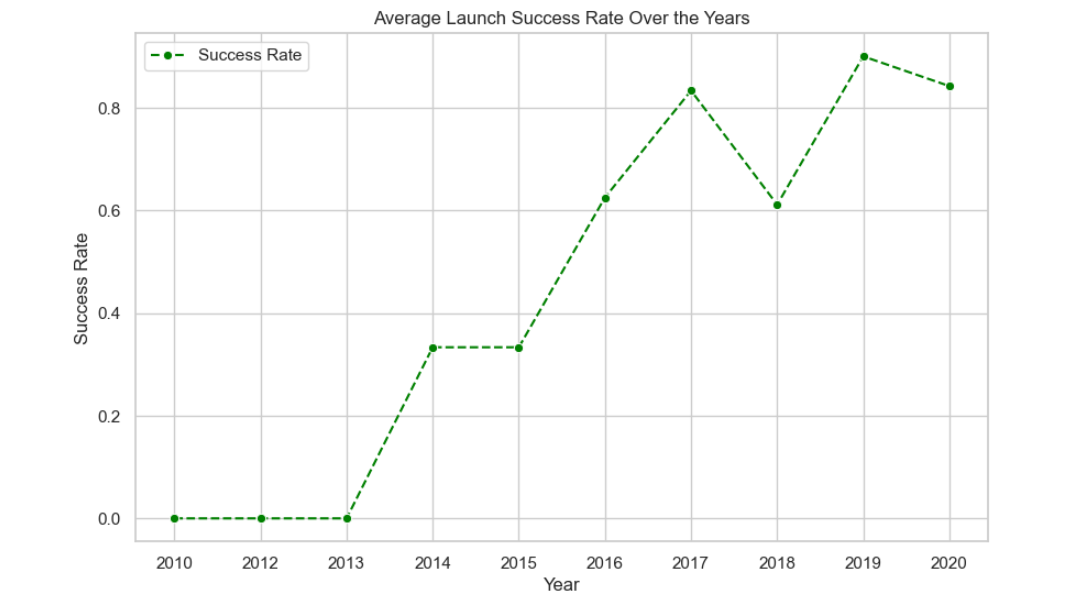 Average Launch Success Rate Over the Years
Success Rate
0.8
0.6
0.4
0.2
0.0
Success Rate
2010 2012 2013 2014 2015 2016 2017 2018 2019 2020
Year